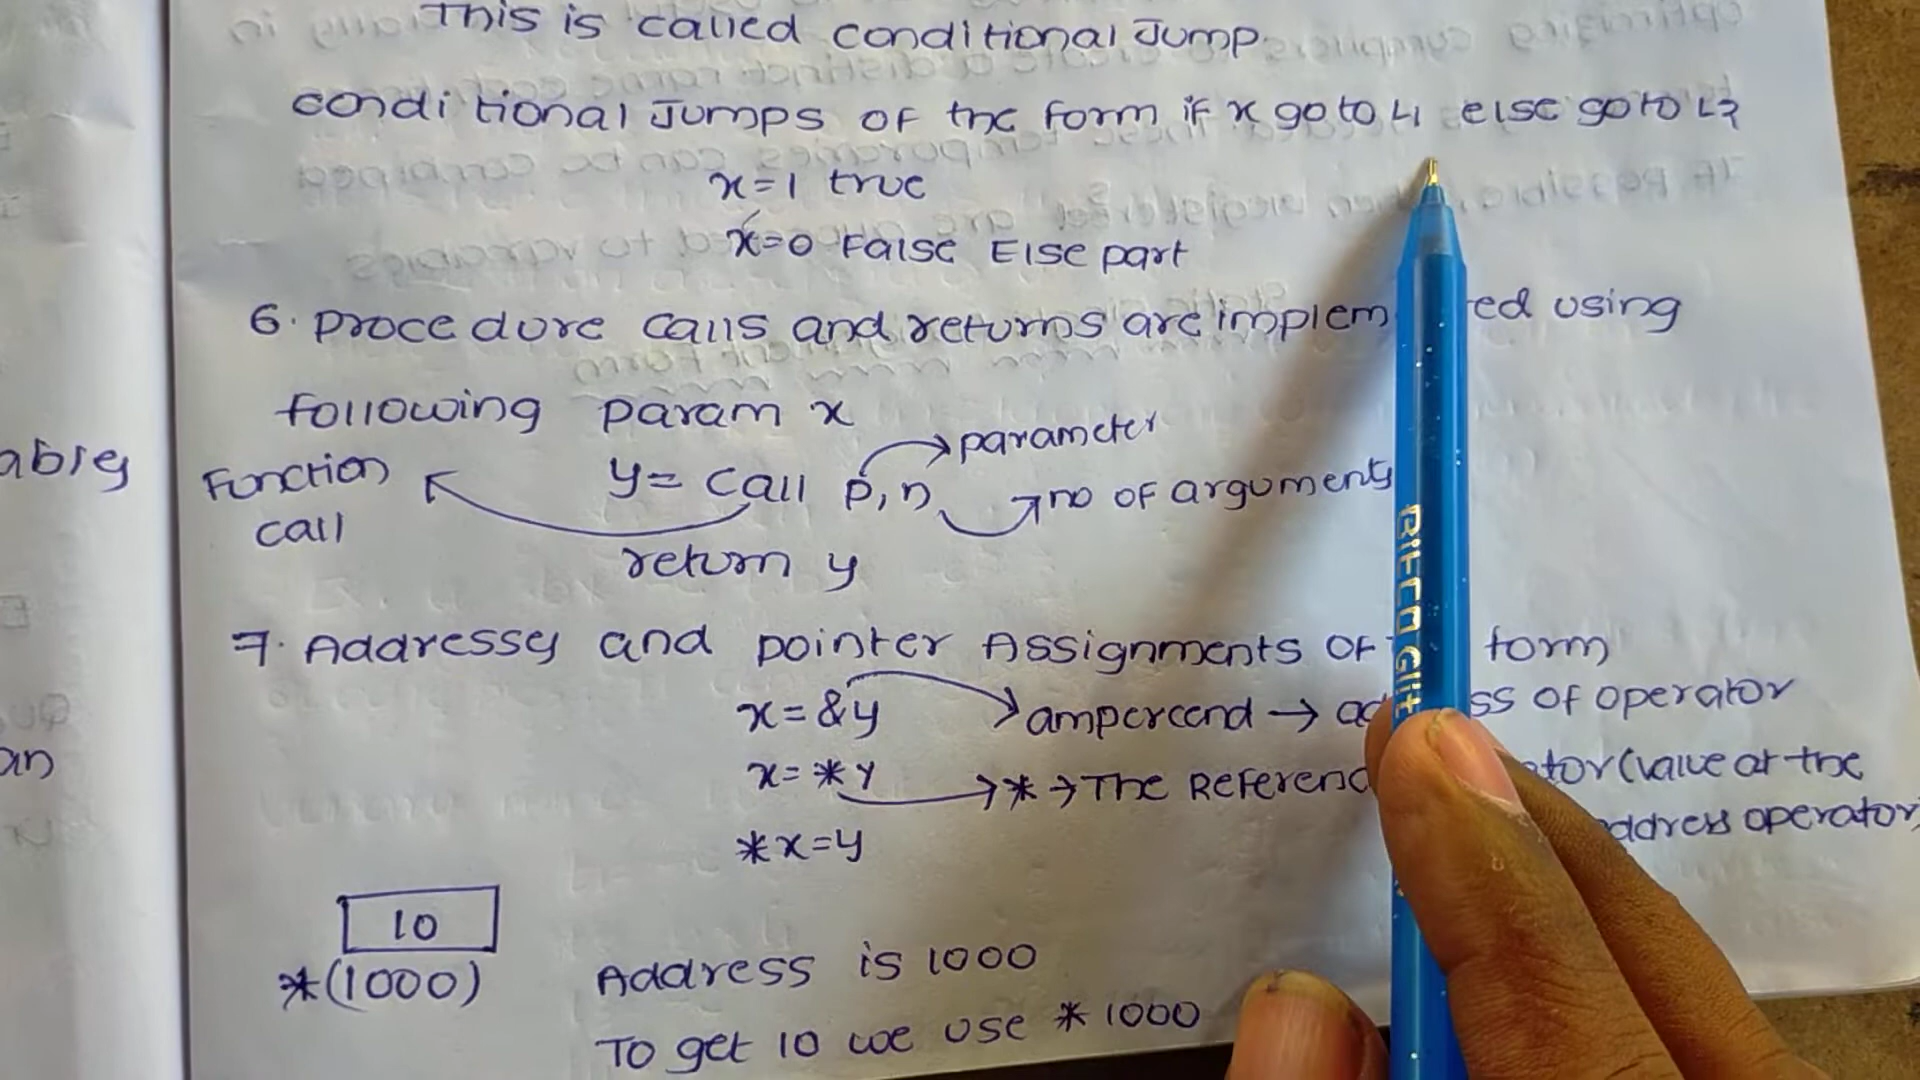 This is called conditional Jump.
conditional Jumps of the form if x goto L1 else goto L2
x=1 true
x=0 False Else part
6. procedure calls and returns are implem ed using
following param x
parameter
Function call
y= call p,n
no of arguments
return y
7. Addresses and pointer Assignments of form
x=&y
ampercend → ad ss of operator
x=*y
*→The Referenc ator (value at the
address operator)
*x=y
10
*(1000)
Address is 1000
To get 10 we use *1000